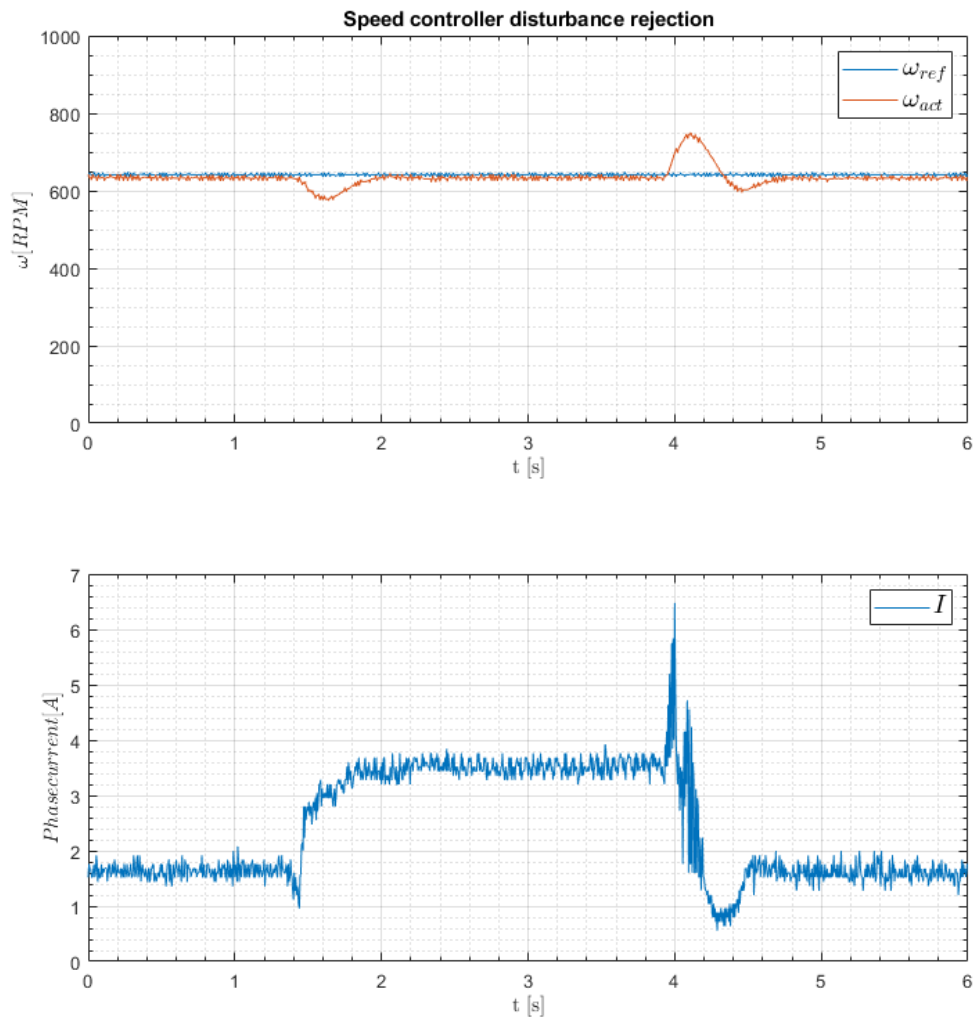 Speed controller disturbance rejection
1000
800
600
400
200
0
ω[RPM]
ω_ref
ω_act
0 1 2 3 4 5 6
t [s]
7
6
5
4
3
2
1
0
Phasecurrent[A]
I
0 1 2 3 4 5 6
t [s]